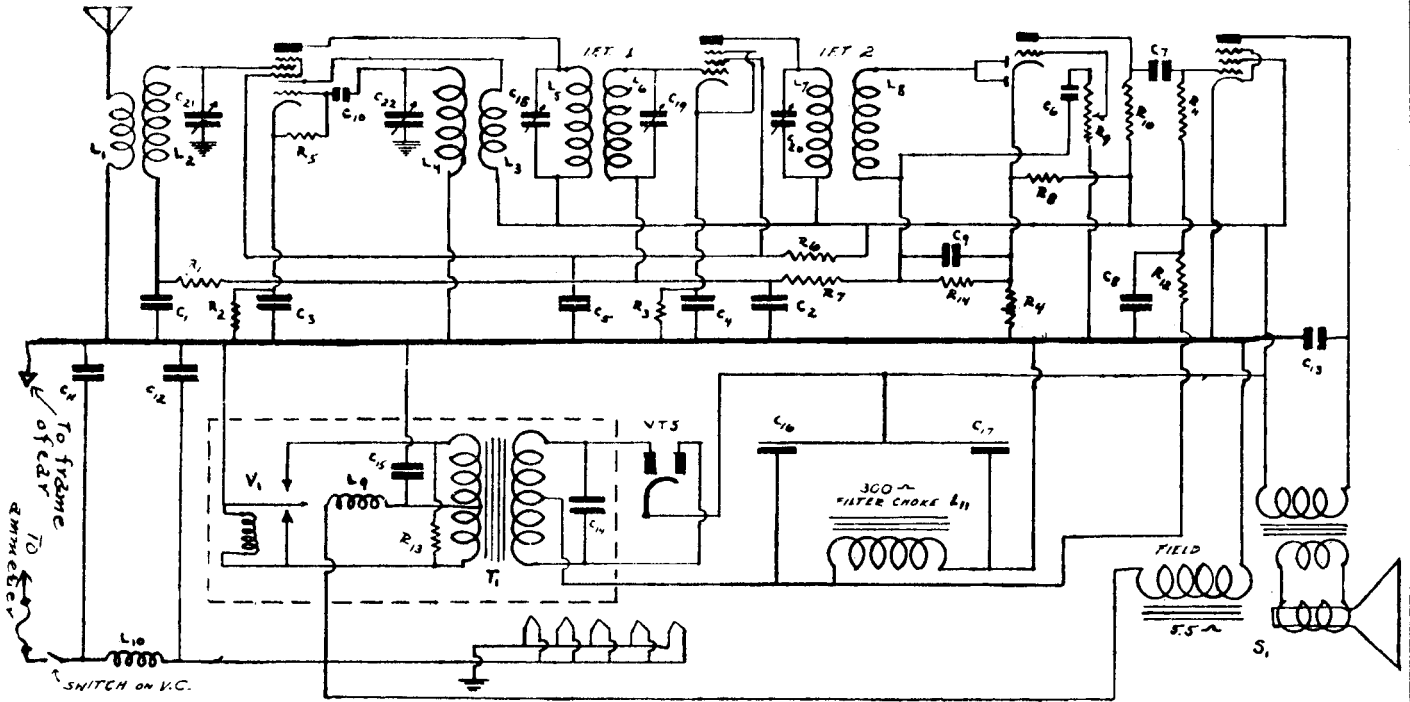 I.F.T. 1
I.F.T. 2
C7
C21
C10
C22
C18
L5
L6
C19
L7
L8
C6
R9
R10
L1
L2
R5
L4
L3
R8
R1
R6
C9
C1
R2
C3
C5
R3
C4
C2
R7
R14
R4
C8
R12
C13
C11
C12
To frame
of car
To
ammeter
V1
L9
C15
R13
T1
C14
VT5
C16
C17
300 ~
FILTER CHOKE L11
FIELD
5.5 ~
S1
L10
SWITCH ON V.C.